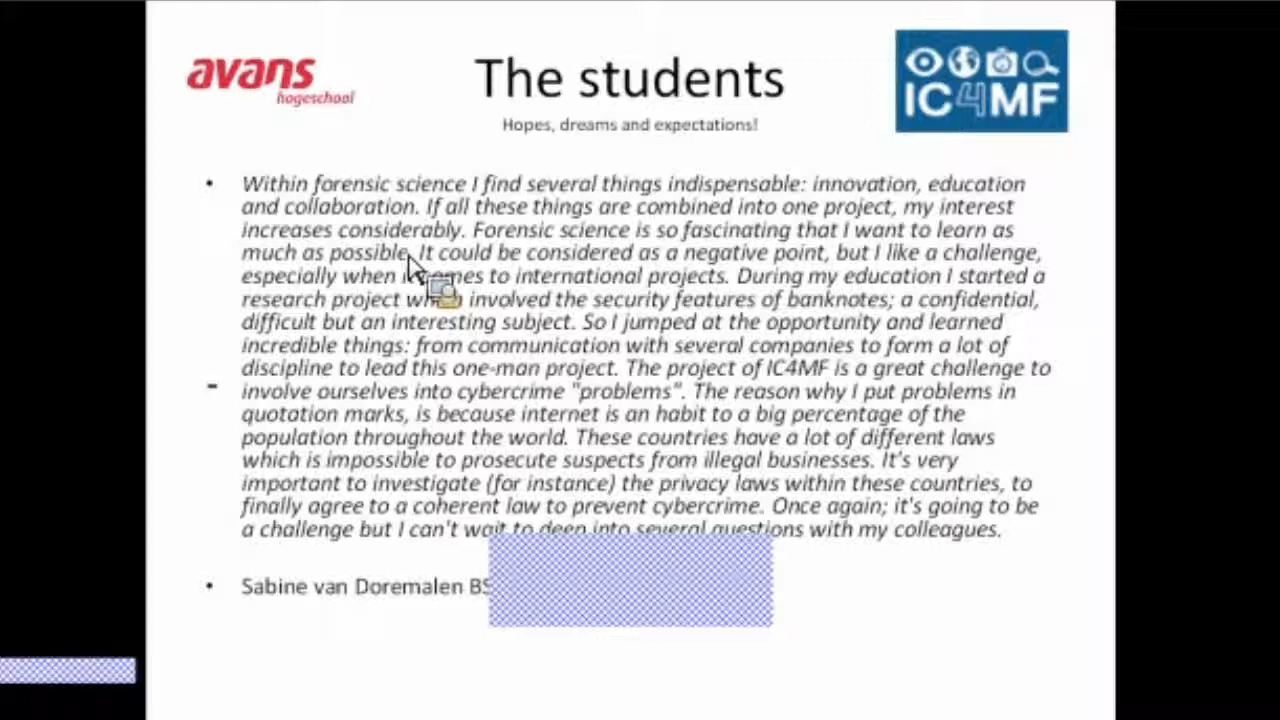 avans
hogeschool
The students
IC4MF
Hopes, dreams and expectations!
• Within forensic science I find several things indispensable: innovation, education
and collaboration. If all these things are combined into one project, my interest
increases considerably. Forensic science is so fascinating that I want to learn as
much as possible. It could be considered as a negative point, but I like a challenge,
especially when it comes to international projects. During my education I started a
research project which involved the security features of banknotes; a confidential,
difficult but an interesting subject. So I jumped at the opportunity and learned
incredible things: from communication with several companies to form a lot of
discipline to lead this one-man project. The project of IC4MF is a great challenge to
- involve ourselves into cybercrime "problems". The reason why I put problems in
quotation marks, is because internet is an habit to a big percentage of the
population throughout the world. These countries have a lot of different laws
which is impossible to prosecute suspects from illegal businesses. It's very
important to investigate (for instance) the privacy laws within these countries, to
finally agree to a coherent law to prevent cybercrime. Once again; it's going to be
a challenge but I can't wait to deep into several questions with my colleagues.
• Sabine van Doremalen